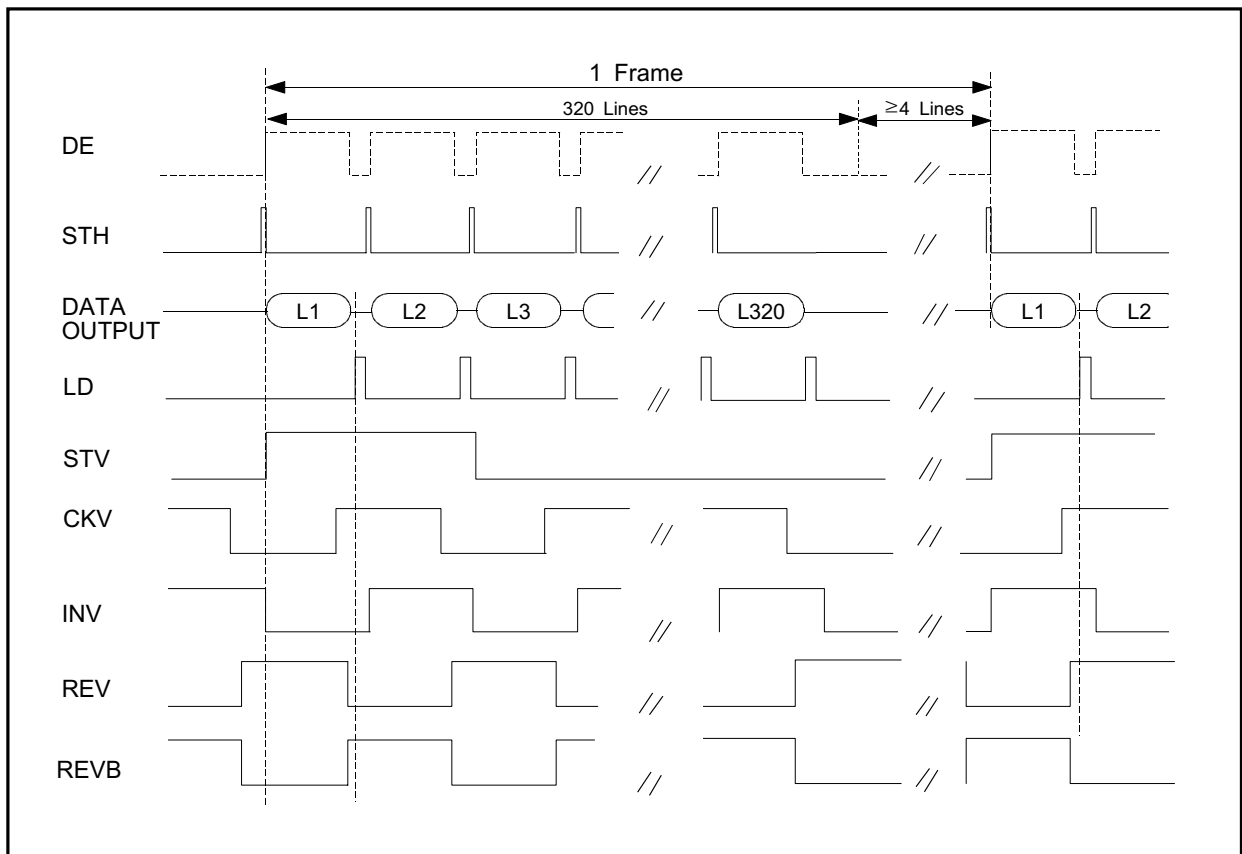 1 Frame
320 Lines
≥4 Lines
DE
STH
DATA
OUTPUT
L1
L2
L3
L320
L1
L2
LD
STV
CKV
INV
REV
REVB